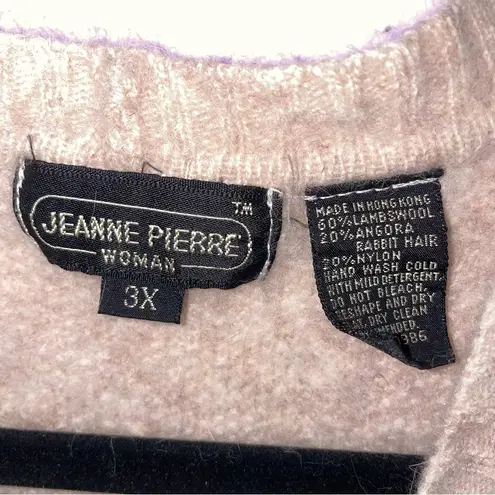 TM
JEANNE PIERRE
WOMAN
3X
MADE IN HONG KONG
60% LAMBSWOOL
20% ANGORA
RABBIT HAIR
20% NYLON
HAND WASH COLD
WITH MILD DETERGENT.
DO NOT BLEACH.
RESHAPE AND DRY
DRY CLEAN
386